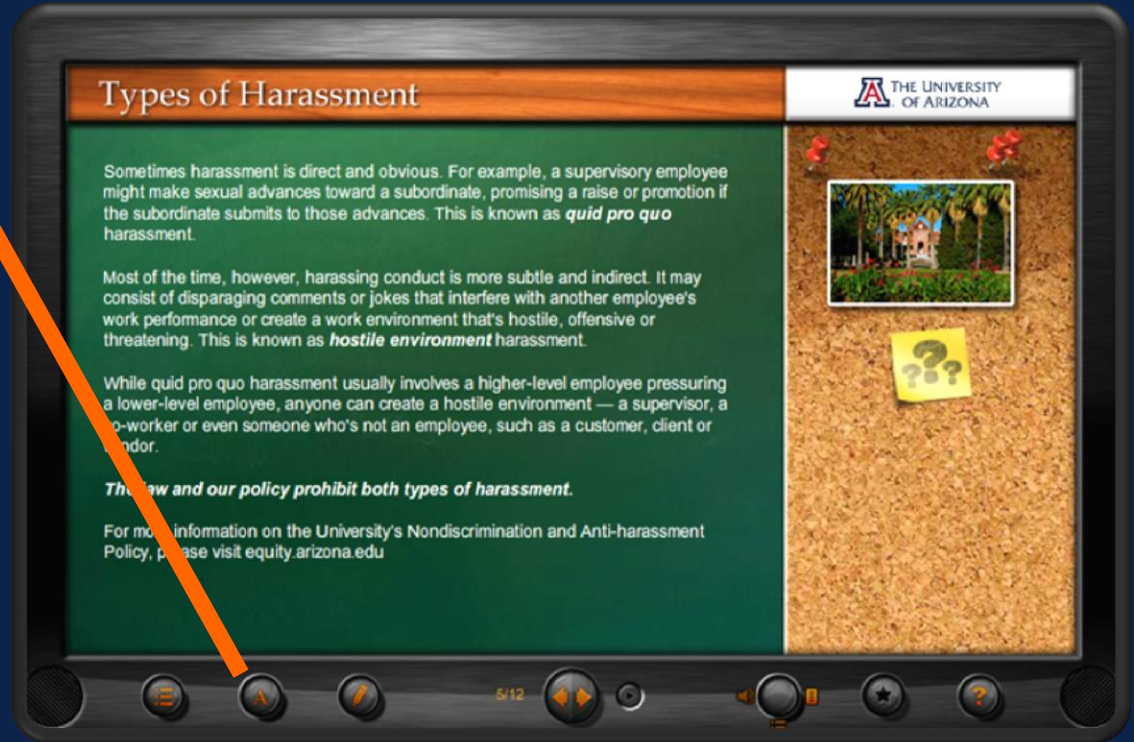 Types of Harassment
THE UNIVERSITY
OF ARIZONA
Sometimes harassment is direct and obvious. For example, a supervisory employee
might make sexual advances toward a subordinate, promising a raise or promotion if
the subordinate submits to those advances. This is known as quid pro quo
harassment.
Most of the time, however, harassing conduct is more subtle and indirect. It may
consist of disparaging comments or jokes that interfere with another employee's
work performance or create a work environment that's hostile, offensive or
threatening. This is known as hostile environment harassment.
While quid pro quo harassment usually involves a higher-level employee pressuring
a lower-level employee, anyone can create a hostile environment — a supervisor, a
co-worker or even someone who's not an employee, such as a customer, client or
vendor.
The law and our policy prohibit both types of harassment.
For more information on the University's Nondiscrimination and Anti-harassment
Policy, please visit equity.arizona.edu
???
A
5/12
?